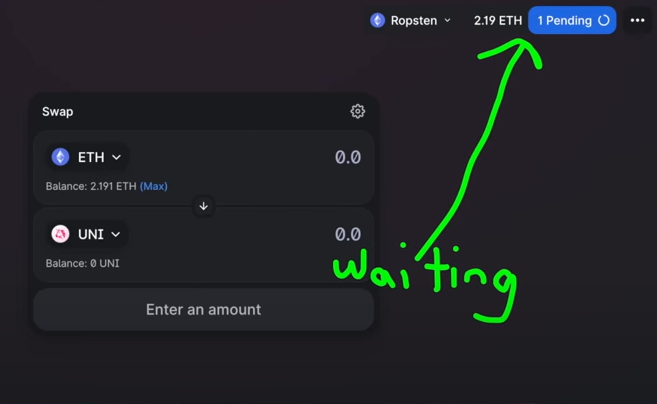 Ropsten 2.19 ETH 1 Pending
Swap
ETH 0.0
Balance: 2.191 ETH (Max)
UNI 0.0
Balance: 0 UNI
waiting
Enter an amount